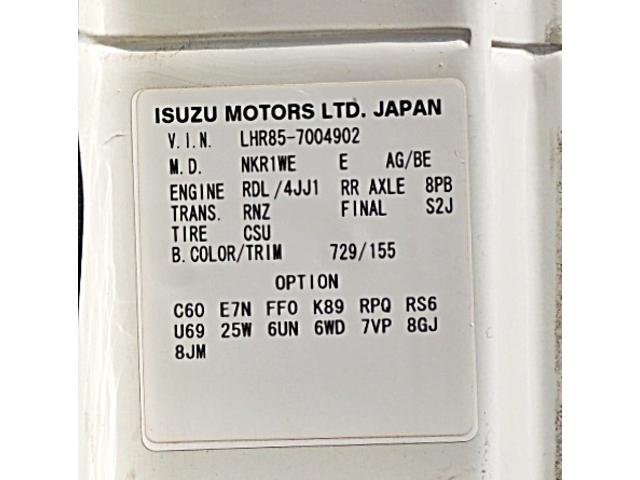 ISUZU MOTORS LTD. JAPAN
V.I.N. LHR85-7004902
M.D. NKR1WE E AG/BE
ENGINE RDL/4JJ1 RR AXLE 8PB
TRANS. RNZ FINAL S2J
TIRE CSU
B.COLOR/TRIM 729/155
OPTION
C60 E7N FF0 K89 RPQ RS6
U69 25W 6UN 6WD 7VP 8GJ
8JM